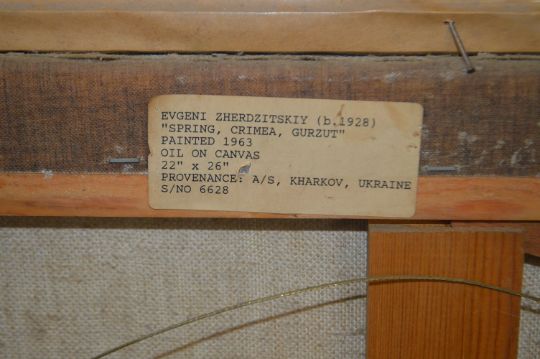 EVGENI ZHERDZITSKIY (b.1928)
"SPRING, CRIMEA, GURZUT"
PAINTED 1963
OIL ON CANVAS
22" x 26"
PROVENANCE: A/S, KHARKOV, UKRAINE
S/NO 6628